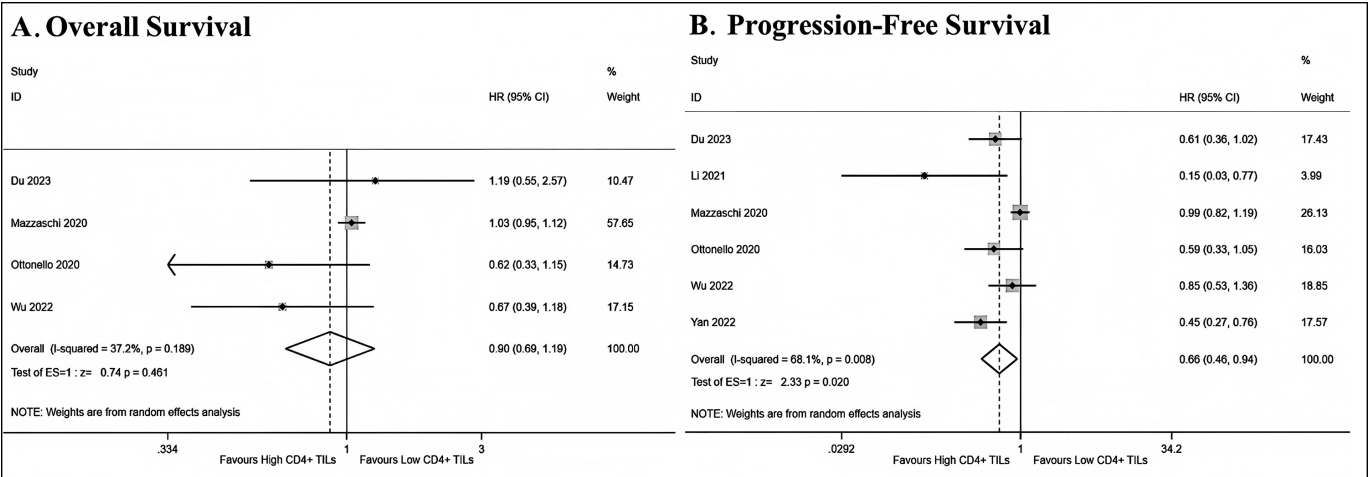 A. Overall Survival
Study %
ID HR (95% CI) Weight
Du 2023 1.19 (0.55, 2.57) 10.47
Mazzaschi 2020 1.03 (0.95, 1.12) 57.65
Ottonello 2020 0.62 (0.33, 1.15) 14.73
Wu 2022 0.67 (0.39, 1.18) 17.15
Overall (I-squared = 37.2%, p = 0.189) 0.90 (0.69, 1.19) 100.00
Test of ES=1 : z= 0.74 p = 0.461
NOTE: Weights are from random effects analysis
.334 1 3
Favours High CD4+ TILs Favours Low CD4+ TILs
B. Progression-Free Survival
Study %
ID HR (95% CI) Weight
Du 2023 0.61 (0.36, 1.02) 17.43
Li 2021 0.15 (0.03, 0.77) 3.99
Mazzaschi 2020 0.99 (0.82, 1.19) 26.13
Ottonello 2020 0.59 (0.33, 1.05) 16.03
Wu 2022 0.85 (0.53, 1.36) 18.85
Yan 2022 0.45 (0.27, 0.76) 17.57
Overall (I-squared = 68.1%, p = 0.008) 0.66 (0.46, 0.94) 100.00
Test of ES=1 : z= 2.33 p = 0.020
NOTE: Weights are from random effects analysis
.0292 1 34.2
Favours High CD4+ TILs Favours Low CD4+ TILs